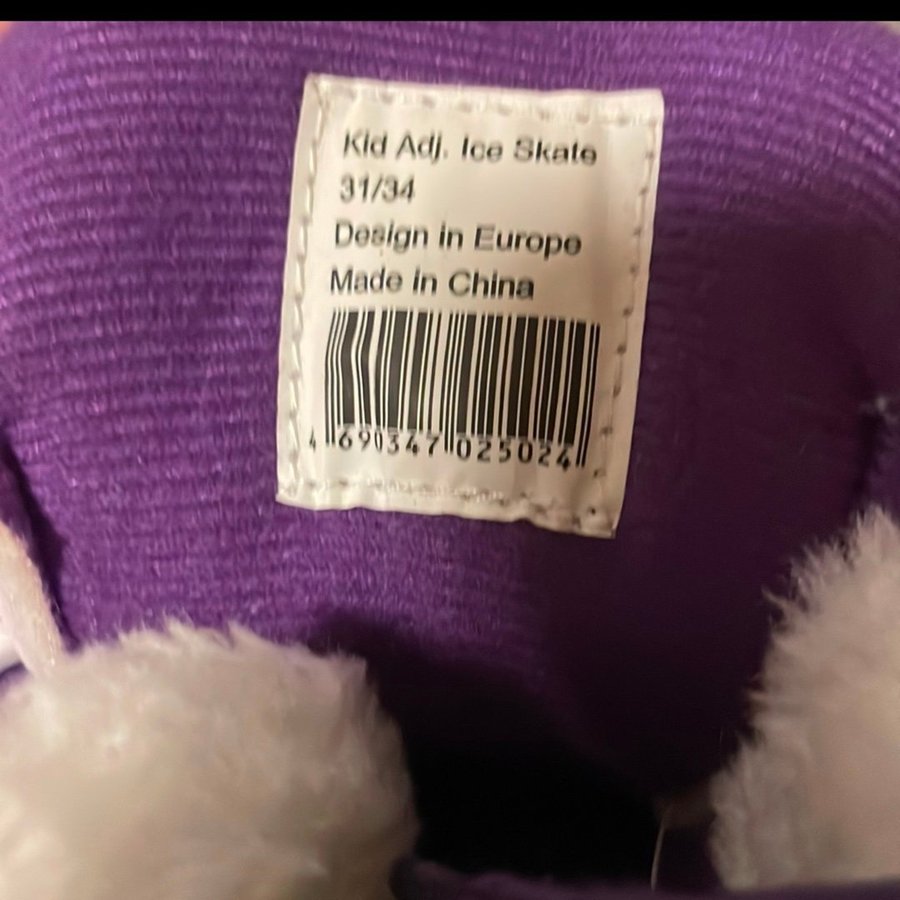 Kid Adj. Ice Skate
31/34
Design in Europe
Made in China
4 690347 025024